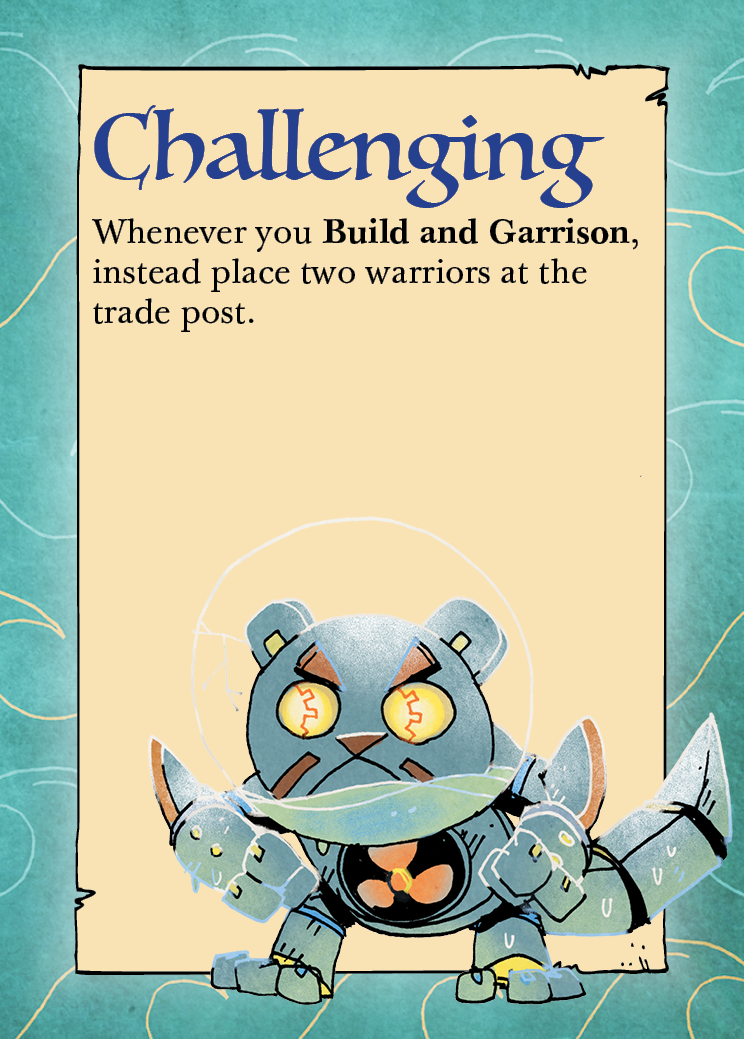 Challenging
Whenever you Build and Garrison,
instead place two warriors at the
trade post.